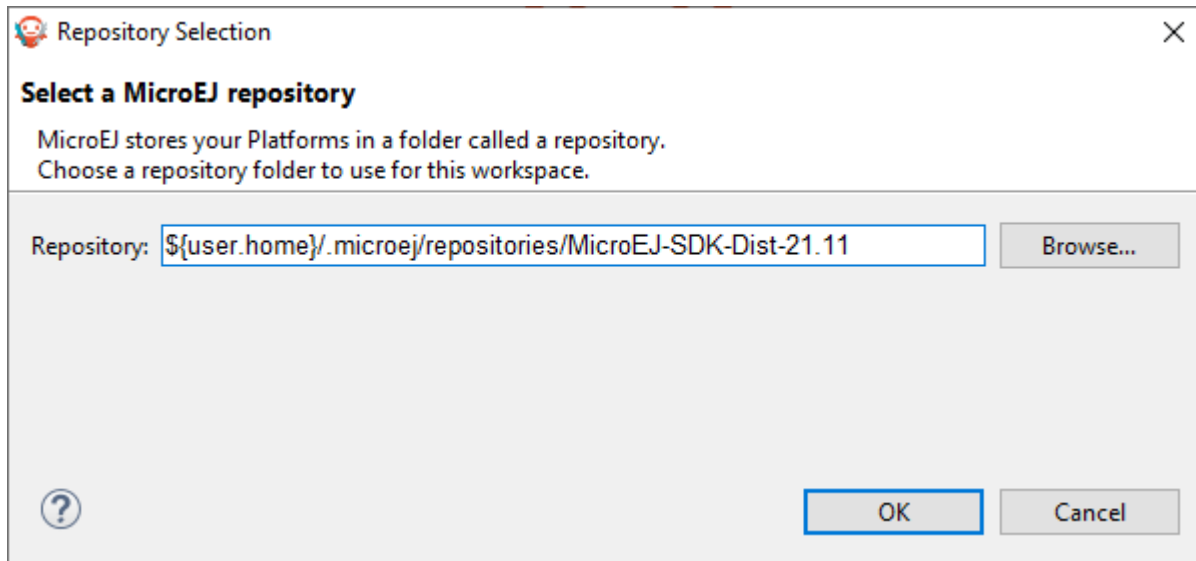 Repository Selection
Select a MicroEJ repository
MicroEJ stores your Platforms in a folder called a repository.
Choose a repository folder to use for this workspace.
Repository: ${user.home}/.microej/repositories/MicroEJ-SDK-Dist-21.11 Browse...
? OK Cancel